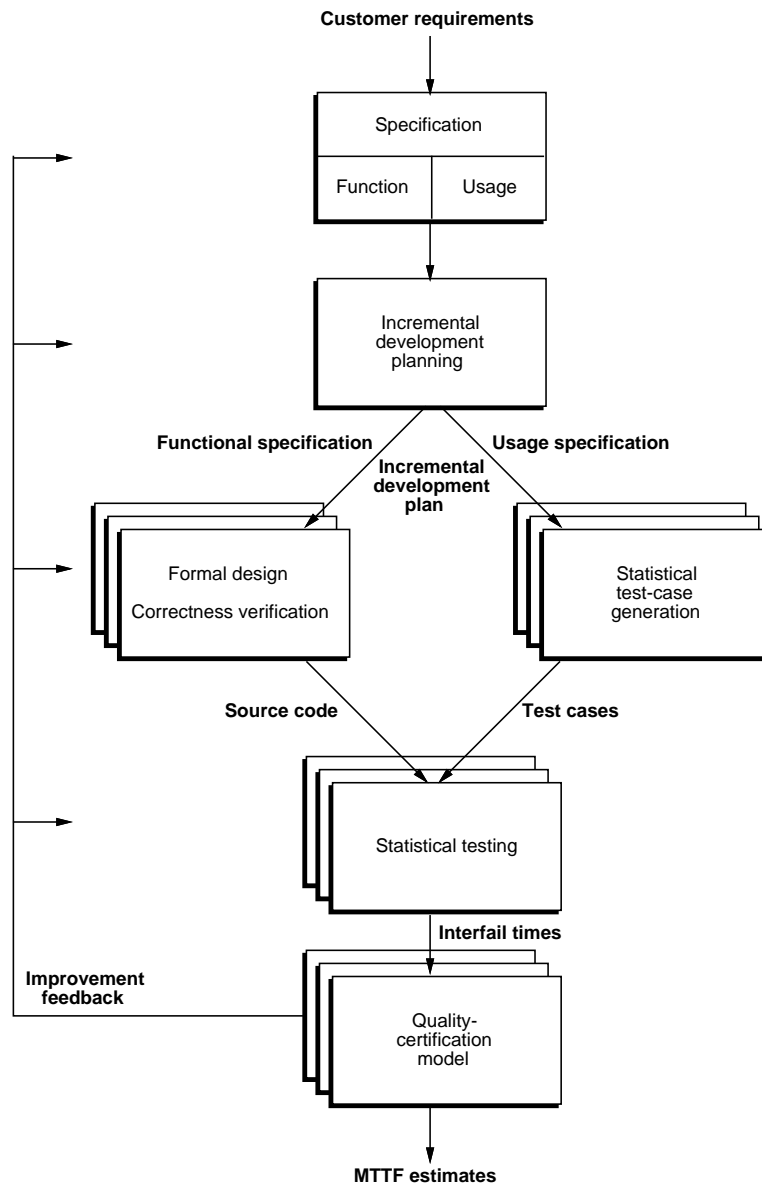 Customer requirements
Specification
Function
Usage
Incremental
development
planning
Functional specification
Usage specification
Incremental
development
plan
Formal design
Correctness verification
Statistical
test-case
generation
Source code
Test cases
Statistical testing
Interfail times
Improvement
feedback
Quality-
certification
model
MTTF estimates